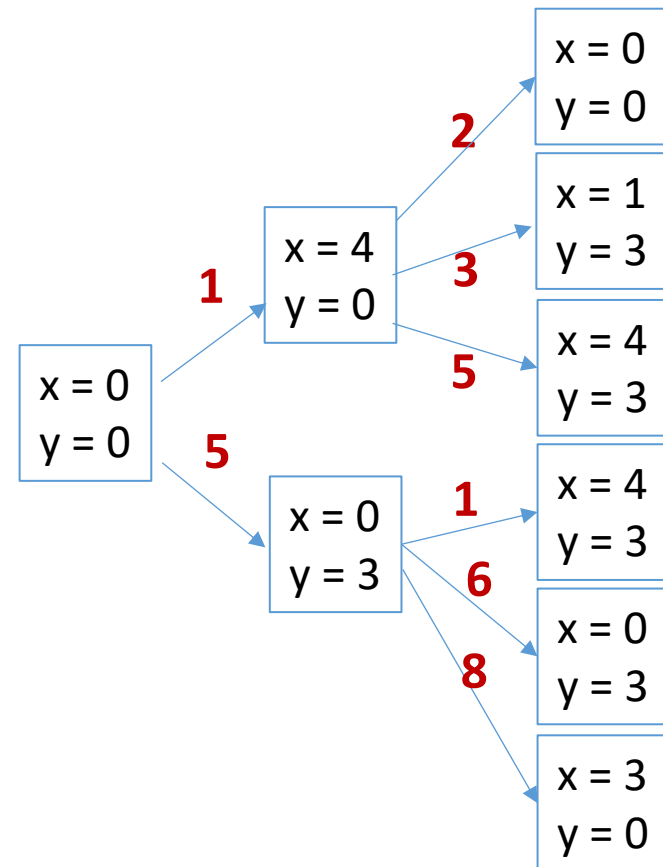 x = 0
y = 0
1
5
x = 4
y = 0
x = 0
y = 3
2
3
5
1
6
8
x = 0
y = 0
x = 1
y = 3
x = 4
y = 3
x = 4
y = 3
x = 0
y = 3
x = 3
y = 0